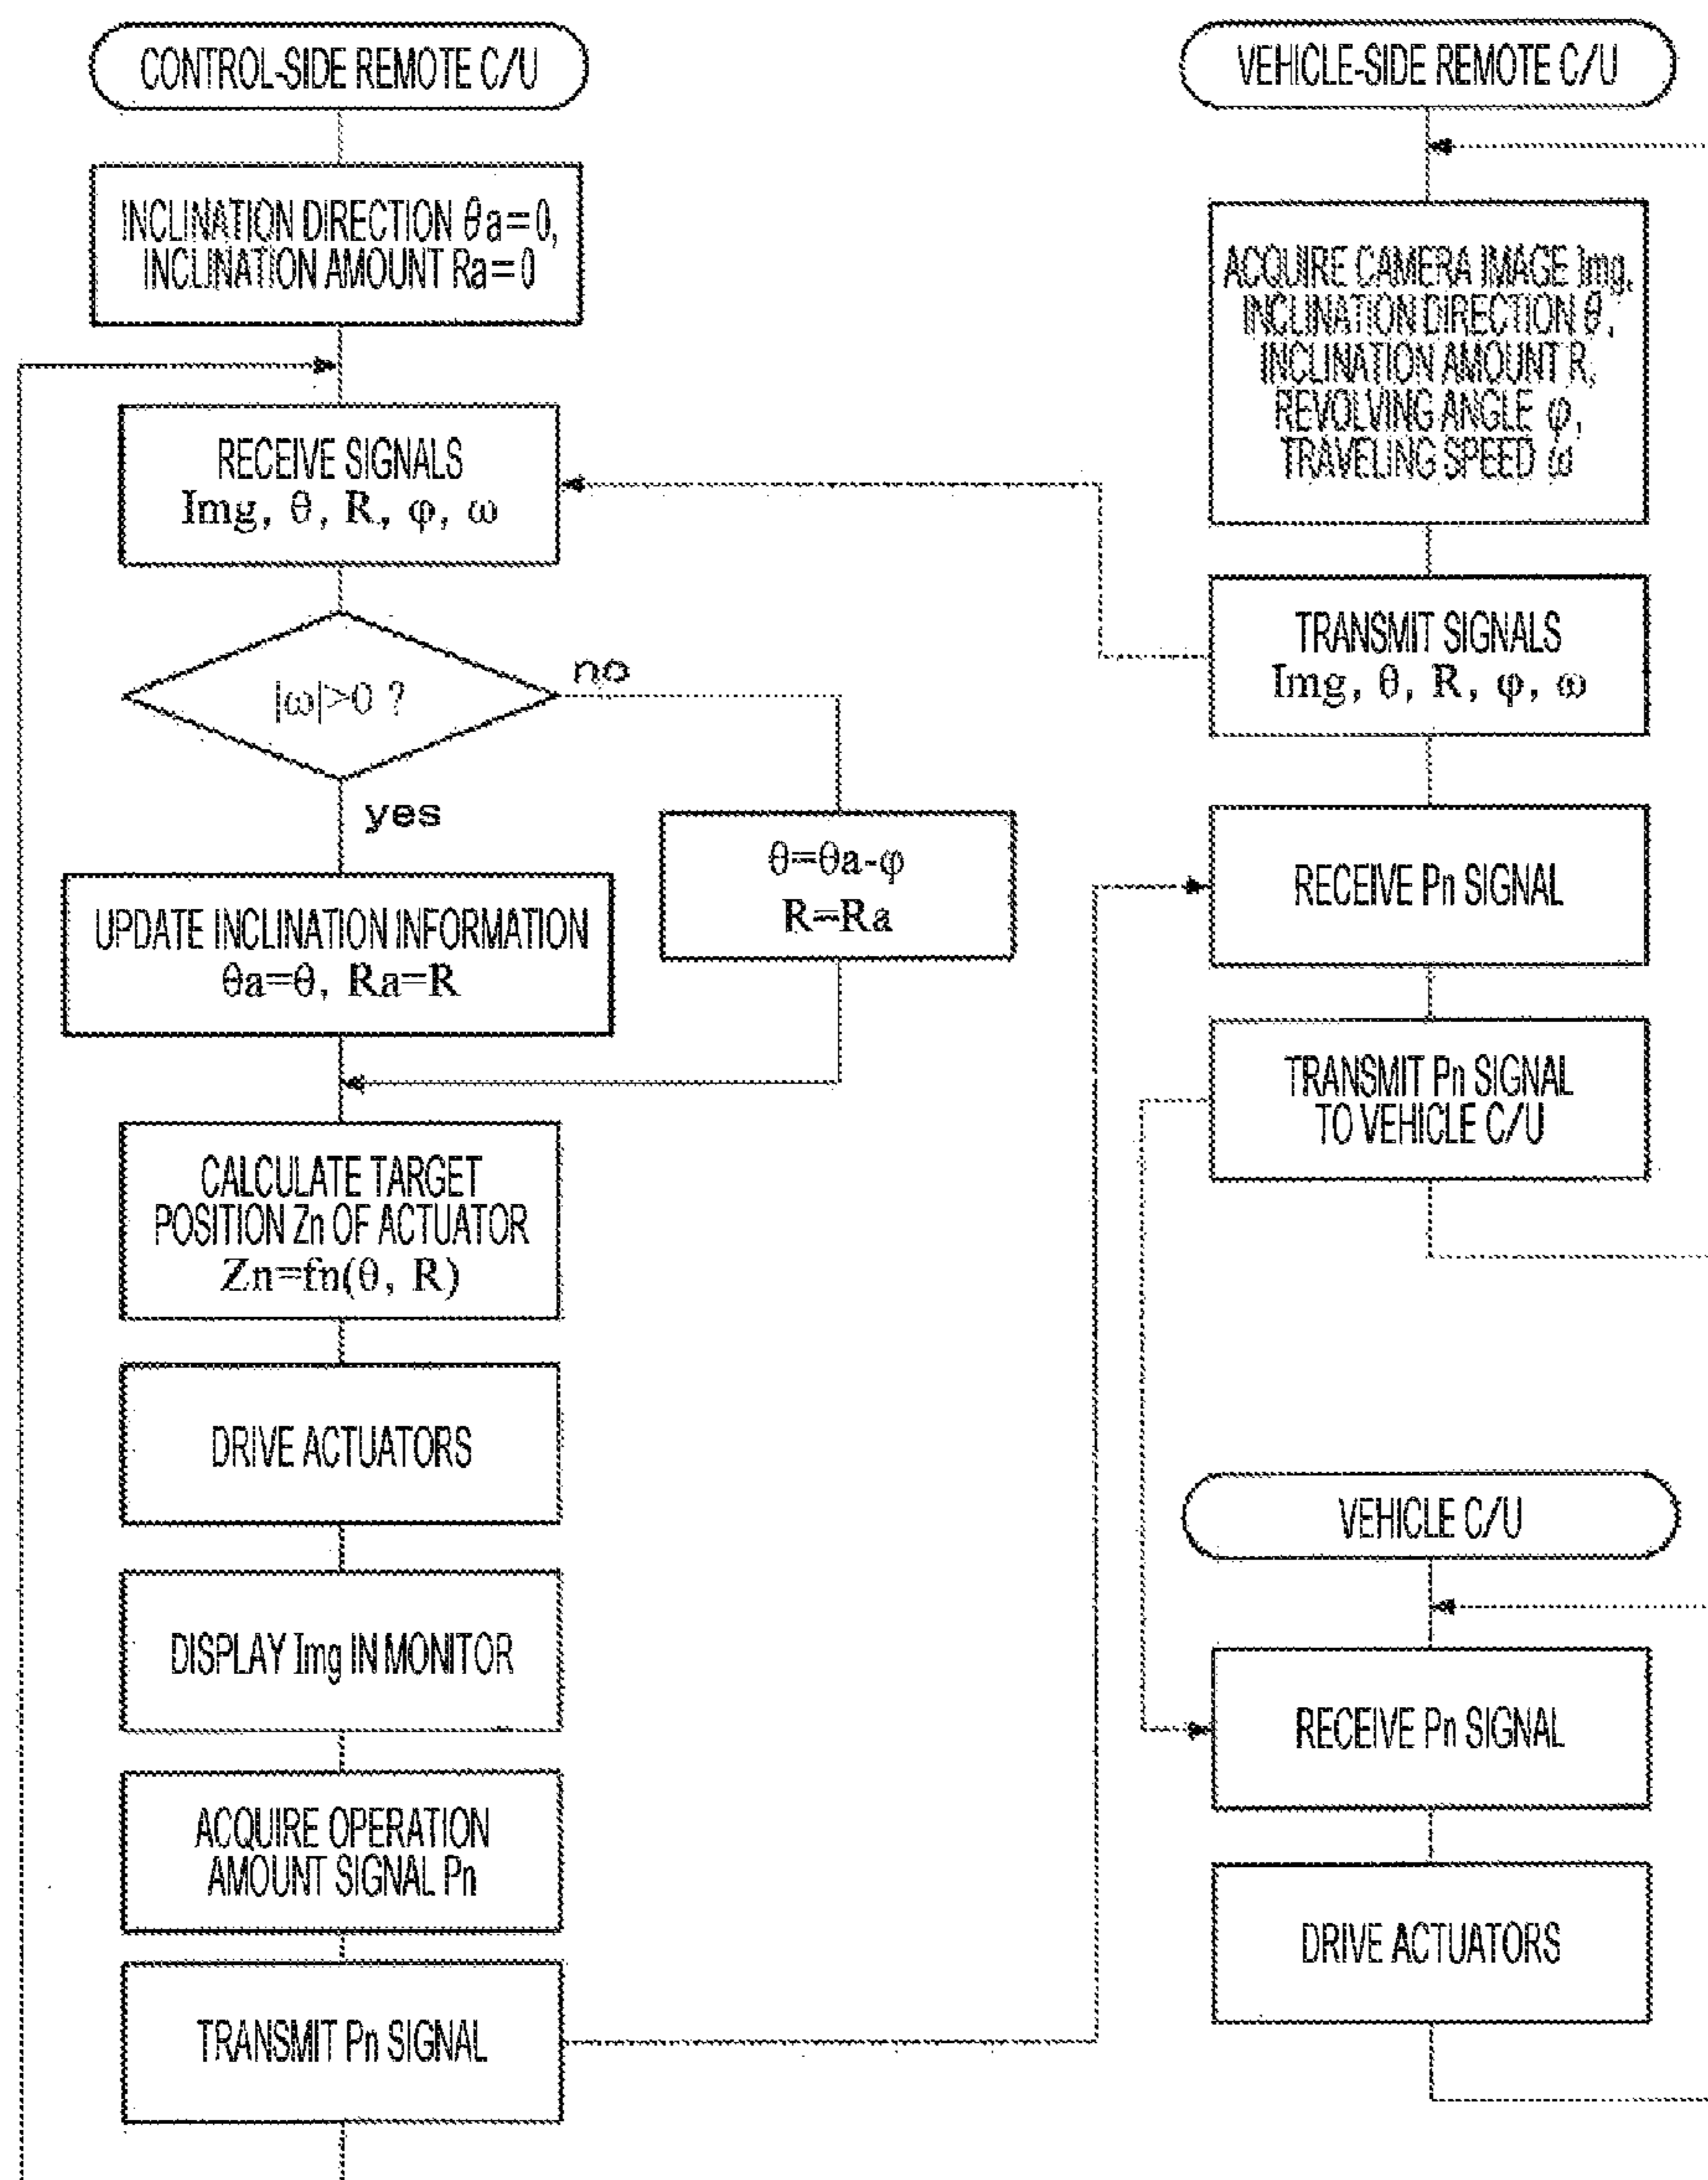 CONTROL-SIDE REMOTE C/U
INCLINATION DIRECTION θa=0,
INCLINATION AMOUNT Ra=0
RECEIVE SIGNALS
Img, θ, R, φ, ω
|ω|>0 ?
no
yes
θ=θa-φ
R=Ra
UPDATE INCLINATION INFORMATION
θa=θ, Ra=R
CALCULATE TARGET
POSITION Zn OF ACTUATOR
Zn=fn(θ, R)
DRIVE ACTUATORS
DISPLAY Img IN MONITOR
ACQUIRE OPERATION
AMOUNT SIGNAL Pn
TRANSMIT Pn SIGNAL
VEHICLE-SIDE REMOTE C/U
ACQUIRE CAMERA IMAGE Img,
INCLINATION DIRECTION θ,
INCLINATION AMOUNT R,
REVOLVING ANGLE φ,
TRAVELING SPEED ω
TRANSMIT SIGNALS
Img, θ, R, φ, ω
RECEIVE Pn SIGNAL
TRANSMIT Pn SIGNAL
TO VEHICLE C/U
VEHICLE C/U
RECEIVE Pn SIGNAL
DRIVE ACTUATORS